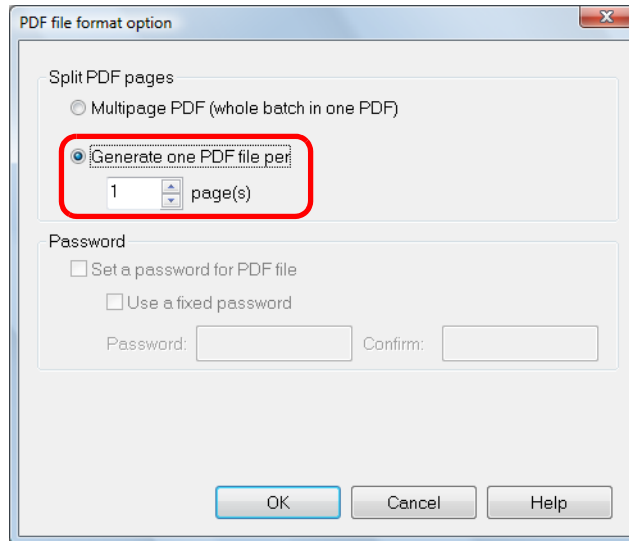 PDF file format option
Split PDF pages
Multipage PDF (whole batch in one PDF)
Generate one PDF file per
1 page(s)
Password
Set a password for PDF file
Use a fixed password
Password: Confirm:
OK Cancel Help